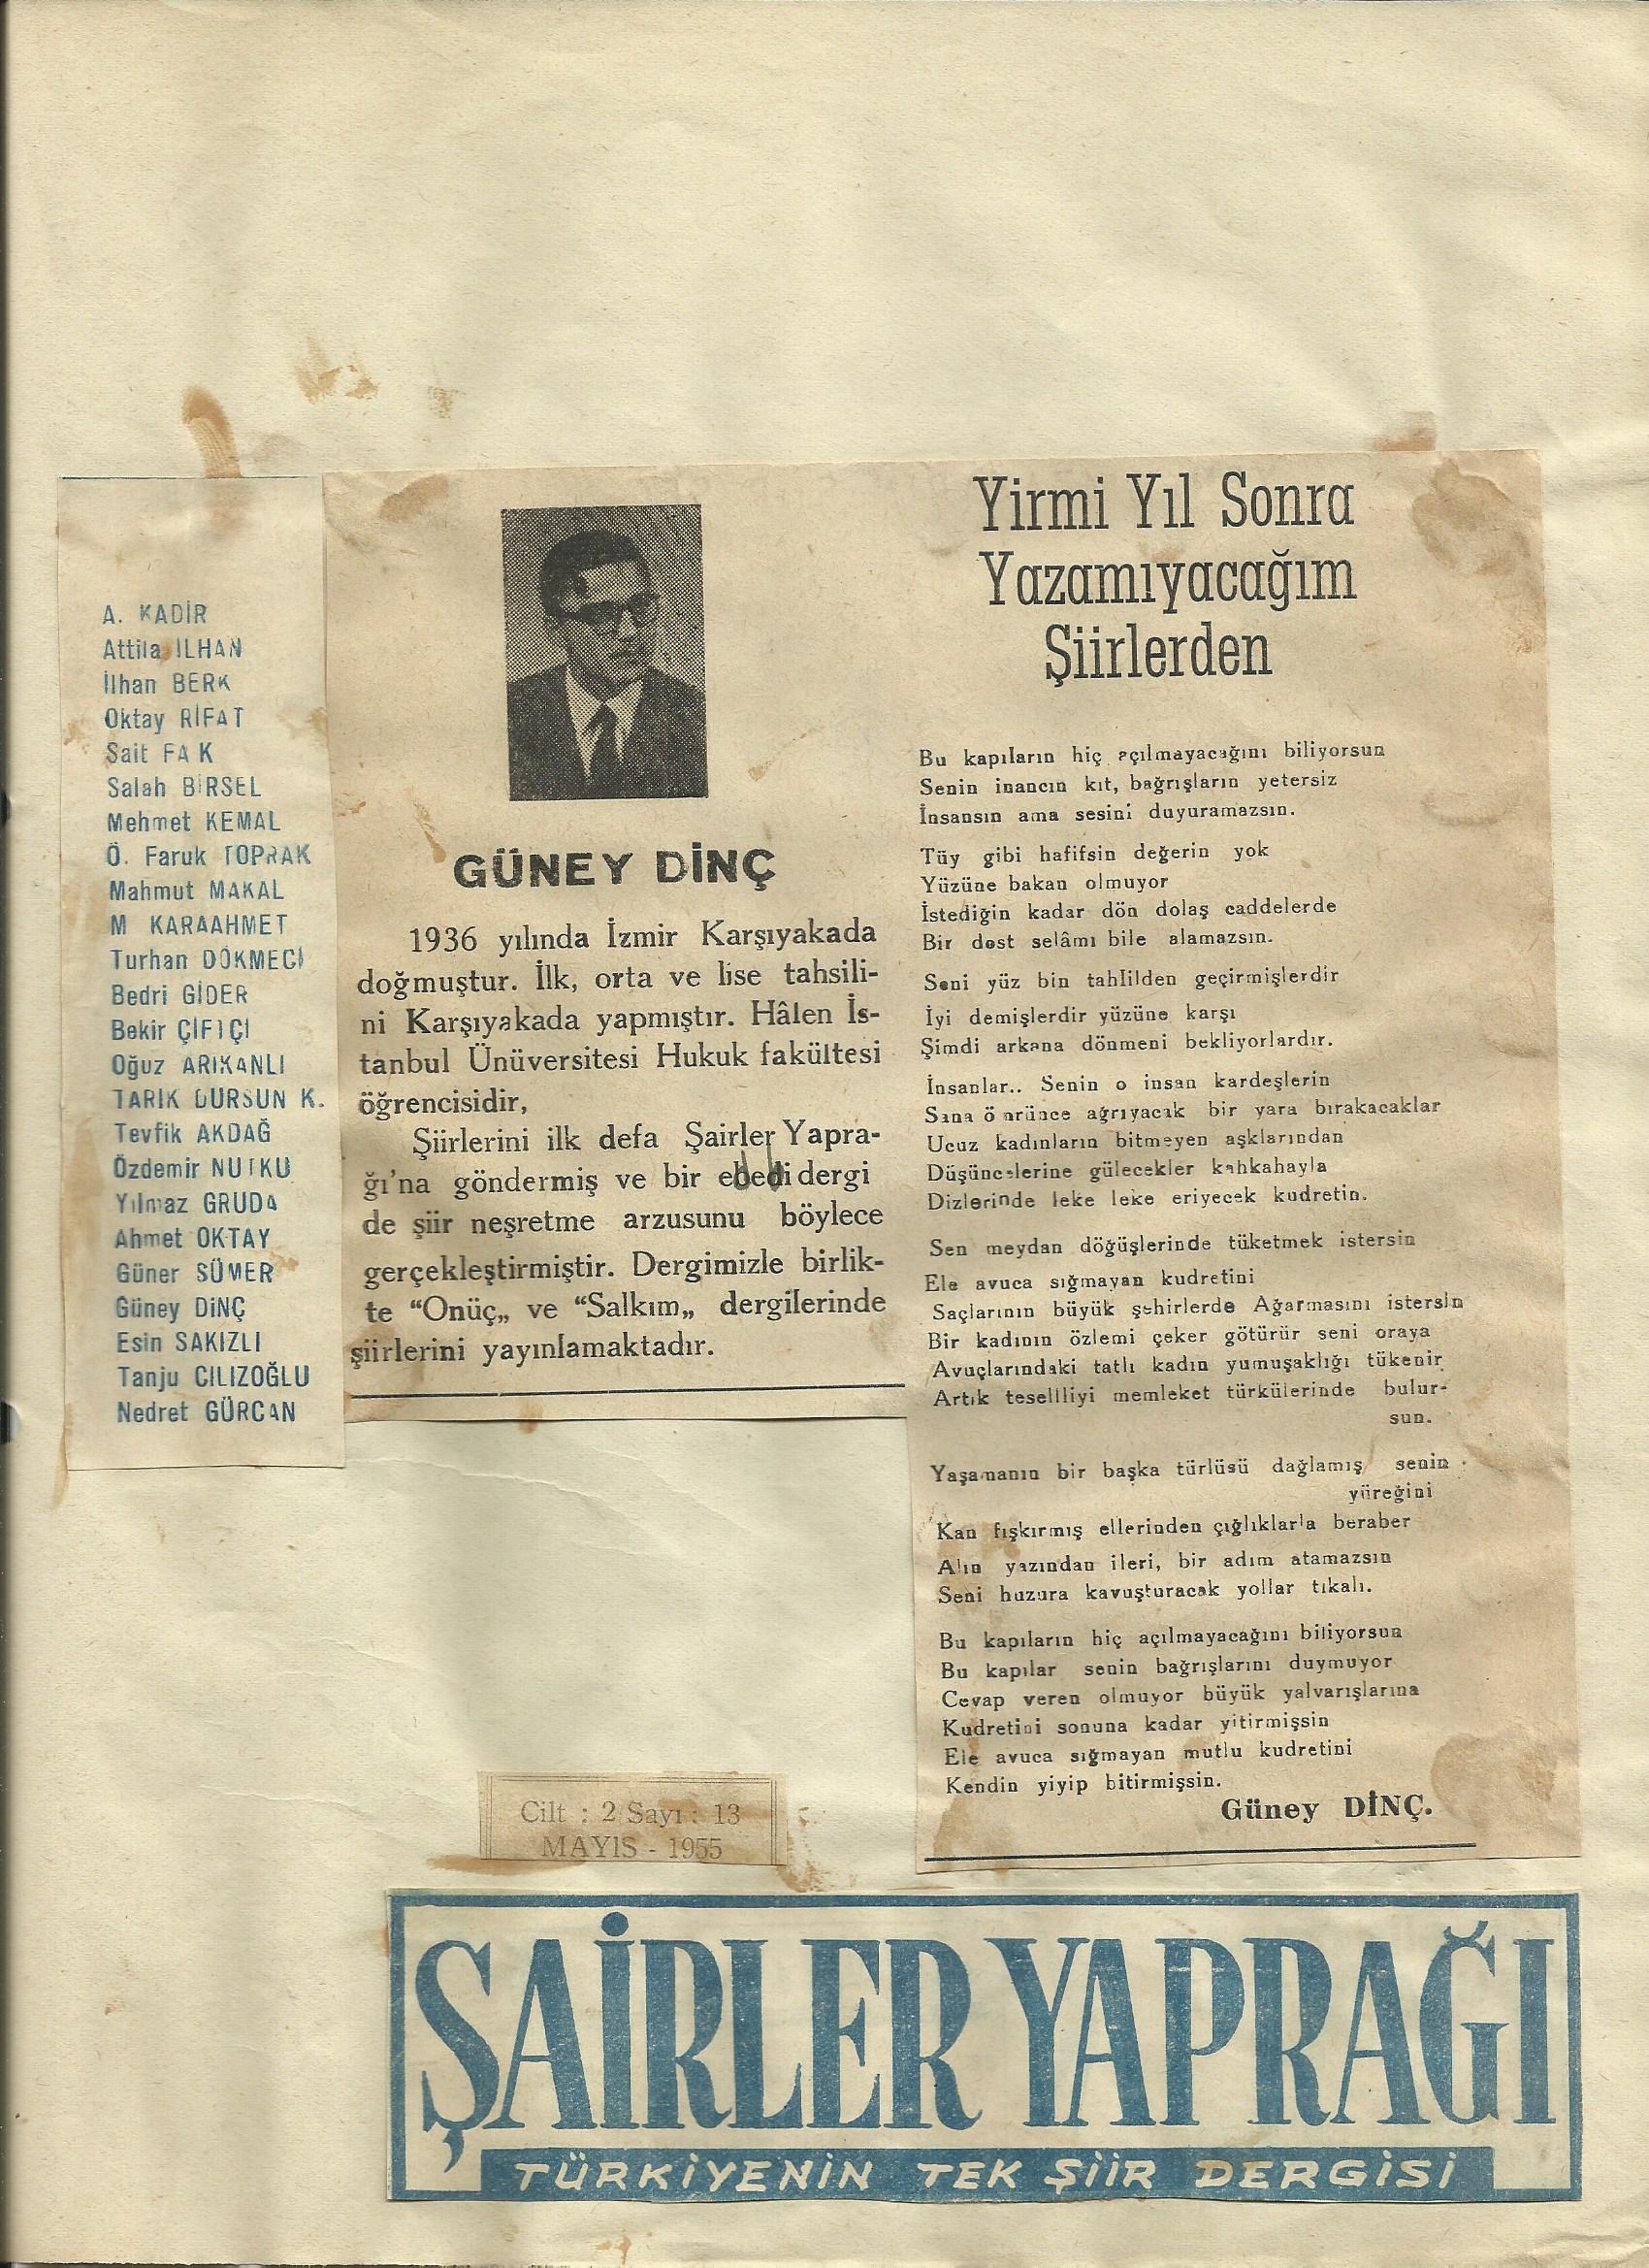 A. KADİR
Attila İLHAN
İlhan BERK
Oktay RİFAT
Sait FA K
Salah BİRSEL
Mehmet KEMAL
Ö. Faruk TOPRAK
Mahmut MAKAL
M KARAAHMET
Turhan DÖKMECİ
Bedri GİDER
Bekir ÇİFTÇİ
Oğuz ARIKANLI
TARIK DURSUN K.
Tevfik AKDAĞ
Özdemir NUTKU
Yılmaz GRUDA
Ahmet OKTAY
Güner SÜMER
Güney DİNÇ
Esin SAKIZLI
Tanju CILIZOĞLU
Nedret GÜRCAN
GÜNEY DİNÇ
1936 yılında İzmir Karşıyakada
doğmuştur. İlk, orta ve lise tahsili-
ni Karşıyakada yapmıştır. Hâlen İs-
tanbul Ünüversitesi Hukuk fakültesi
öğrencisidir,
Şiirlerini ilk defa Şairler Yapra-
ğı'na göndermiş ve bir ebedi dergi
de şiir neşretme arzusunu böylece
gerçekleştirmiştir. Dergimizle birlik-
te “Onüç„ ve “Salkım„ dergilerinde
şiirlerini yayınlamaktadır.
Yirmi Yıl Sonra
Yazamıyacağım
Şiirlerden
Bu kapıların hiç açılmayacağını biliyorsun
Senin inancın kıt, bağrışların yetersiz
İnsansın ama sesini duyuramazsın.
Tüy gibi hafifsin değerin yok
Yüzüne bakan olmuyor
İstediğin kadar dön dolaş caddelerde
Bir dost selâmı bile alamazsın.
Seni yüz bin tahlilden geçirmişlerdir
İyi demişlerdir yüzüne karşı
Şimdi arkana dönmeni bekliyorlardır.
İnsanlar.. Senin o insan kardeşlerin
Sana ömrünce ağrıyacak bir yara bırakacaklar
Ucuz kadınların bitmeyen aşklarından
Düşüncelerine gülecekler kahkahayla
Dizlerinde leke leke eriyecek kudretin.
Sen meydan döğüşlerinde tüketmek istersin
Ele avuca sığmayan kudretini
Saçlarının büyük şehirlerde Ağarmasını istersin
Bir kadının özlemi çeker götürür seni oraya
Avuçlarındaki tatlı kadın yumuşaklığı tükenir
Artık teselliyi memleket türkülerinde bulur-
sun.
Yaşamanın bir başka türlüsü dağlamış senin
yüreğini
Kan fışkırmış ellerinden çığlıklarla beraber
Alın yazından ileri, bir adım atamazsın
Seni huzura kavuşturacak yollar tıkalı.
Bu kapıların hiç açılmayacağını biliyorsun
Bu kapılar senin bağrışlarını duymuyor
Cevap veren olmuyor büyük yalvarışlarına
Kudretini sonuna kadar yitirmişsin
Ele avuca sığmayan mutlu kudretini
Kendin yiyip bitirmişsin.
Güney DİNÇ.
Cilt : 2 Sayı : 13
MAYIS - 1955
ŞAİRLER YAPRAĞI
TÜRKİYENİN TEK ŞİİR DERGİSİ